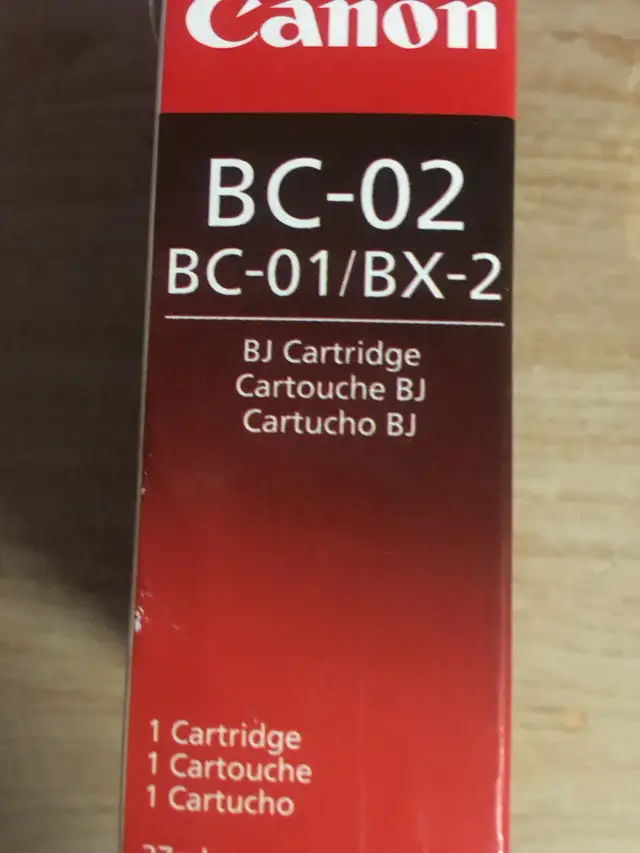 Canon
BC-02
BC-01/BX-2
BJ Cartridge
Cartouche BJ
Cartucho BJ
1 Cartridge
1 Cartouche
1 Cartucho